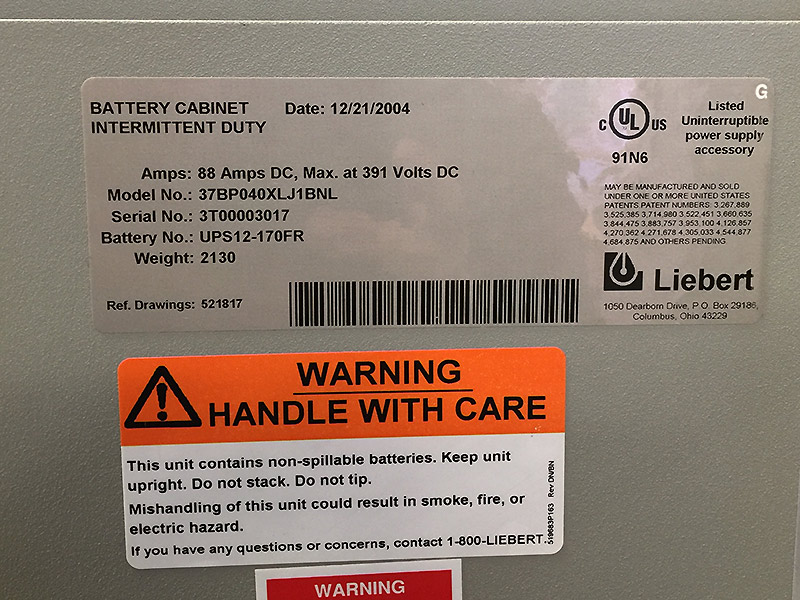 BATTERY CABINET
INTERMITTENT DUTY
Date: 12/21/2004
Amps: 88 Amps DC, Max. at 391 Volts DC
Model No.: 37BP040XLJ1BNL
Serial No.: 3T00003017
Battery No.: UPS12-170FR
Weight: 2130
Ref. Drawings: 521817
G
C UL US
91N6
Listed
Uninterruptible
power supply
accessory
MAY BE MANUFACTURED AND SOLD
UNDER ONE OR MORE UNITED STATES
PATENTS PATENT NUMBERS: 3,267,889
3,525,385 3,714,980 3,522,451 3,660,635
3,844,475 3,883,757 3,953,100 4,126,857
4,270,362 4,271,678 4,305,033 4,544,877
4,684,875 AND OTHERS PENDING
Liebert
1050 Dearborn Drive, P.O. Box 29186,
Columbus, Ohio 43229
WARNING
HANDLE WITH CARE
This unit contains non-spillable batteries. Keep unit
upright. Do not stack. Do not tip.
Mishandling of this unit could result in smoke, fire, or
electric hazard.
If you have any questions or concerns, contact 1-800-LIEBERT.
519683P163 Rev DN/BN
WARNING